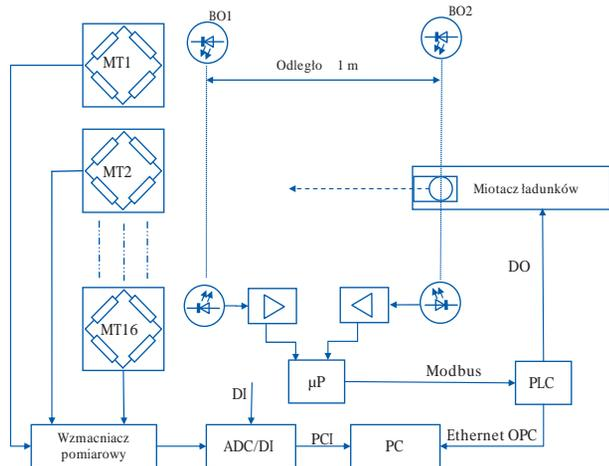 BO1
BO2
MT1
Odległo 1 m
MT2
Miotacz ładunków
DO
MT16
µP
Modbus
PLC
DI
Wzmacniacz
pomiarowy
ADC/DI
PCI
PC
Ethernet OPC